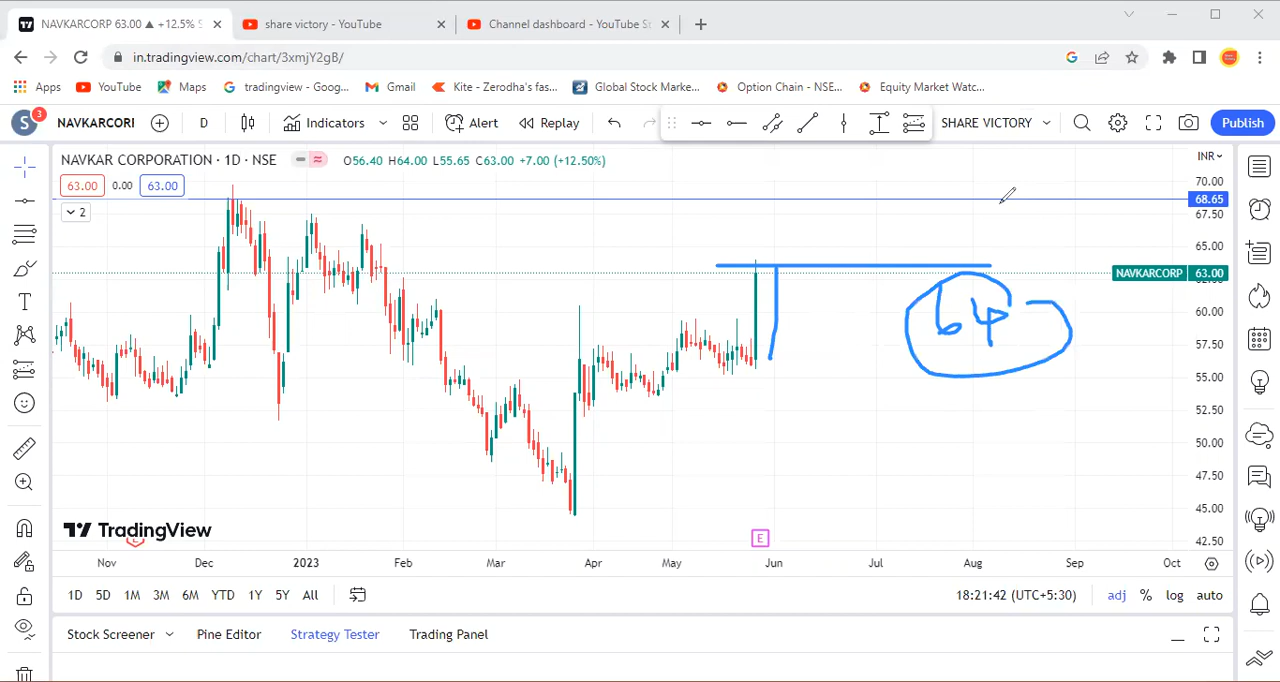 NAVKARCORP 63.00 ▲ +12.5%
share victory - YouTube
Channel dashboard - YouTube St
in.tradingview.com/chart/3xmjY2gB/
Apps
YouTube
Maps
tradingview - Goog...
Gmail
Kite - Zerodha's fas...
Global Stock Marke...
Option Chain - NSE...
Equity Market Watc...
S
3
NAVKARCORI
D
Indicators
Alert
Replay
SHARE VICTORY
Publish
NAVKAR CORPORATION · 1D · NSE
O56.40 H64.00 L55.65 C63.00 +7.00 (+12.50%)
INR
63.00
0.00
63.00
2
70.00
68.65
67.50
65.00
NAVKARCORP 63.00
60.00
57.50
55.00
52.50
50.00
47.50
45.00
42.50
64
TradingView
E
Nov
Dec
2023
Feb
Mar
Apr
May
Jun
Jul
Aug
Sep
Oct
1D 5D 1M 3M 6M YTD 1Y 5Y All
18:21:42 (UTC+5:30)
adj % log auto
Stock Screener
Pine Editor
Strategy Tester
Trading Panel